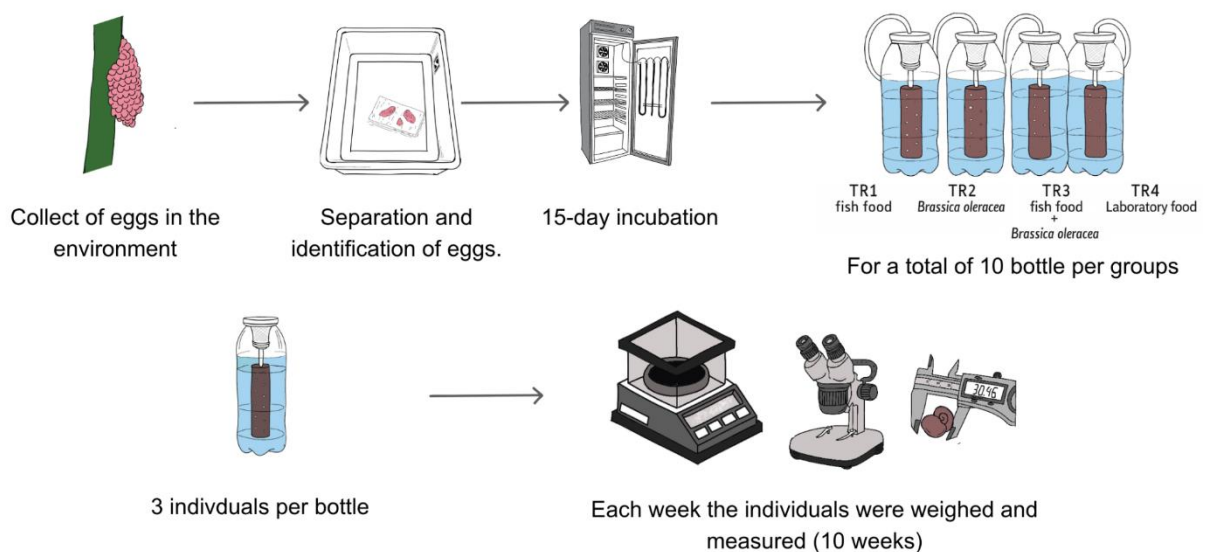 Collect of eggs in the
environment
Separation and
identification of eggs.
15-day incubation
TR1
fish food
TR2
Brassica oleracea
TR3
fish food
+
Brassica oleracea
TR4
Laboratory food
For a total of 10 bottle per groups
3 indivduals per bottle
30.46
Each week the individuals were weighed and
measured (10 weeks)